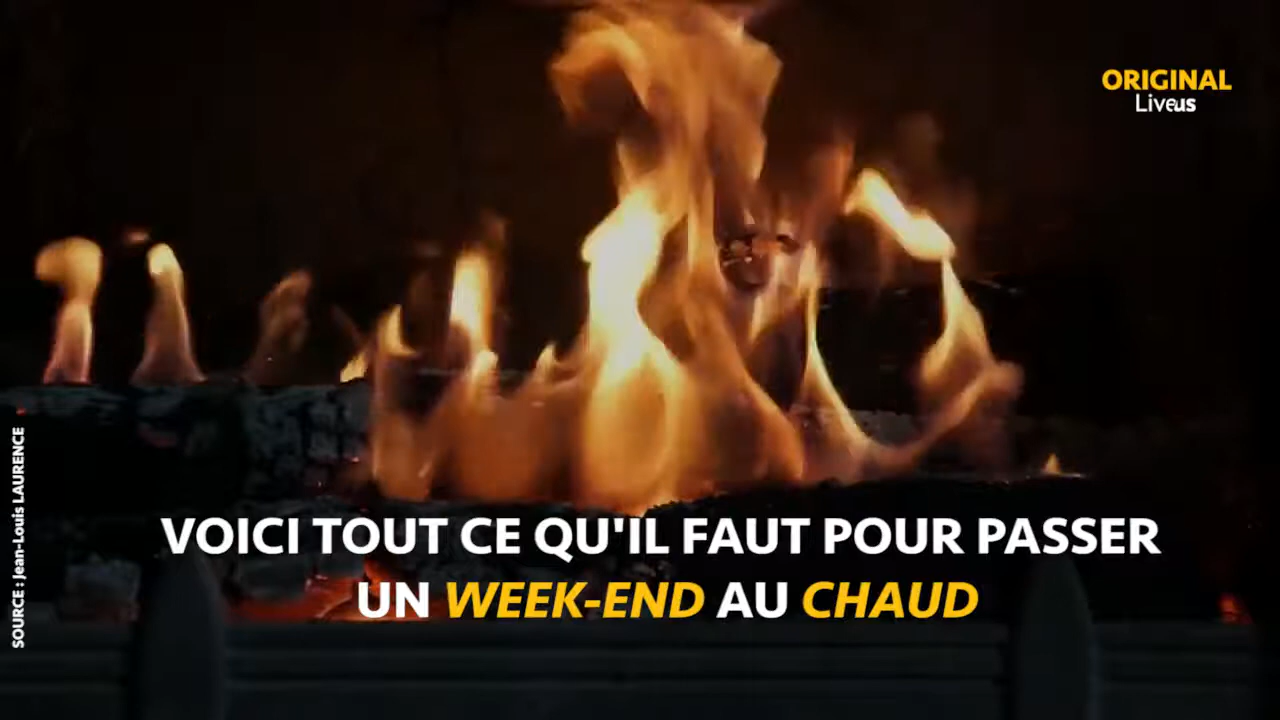 ORIGINAL
Liveus
SOURCE : Jean-Louis LAURENCE
VOICI TOUT CE QU'IL FAUT POUR PASSER
UN WEEK-END AU CHAUD